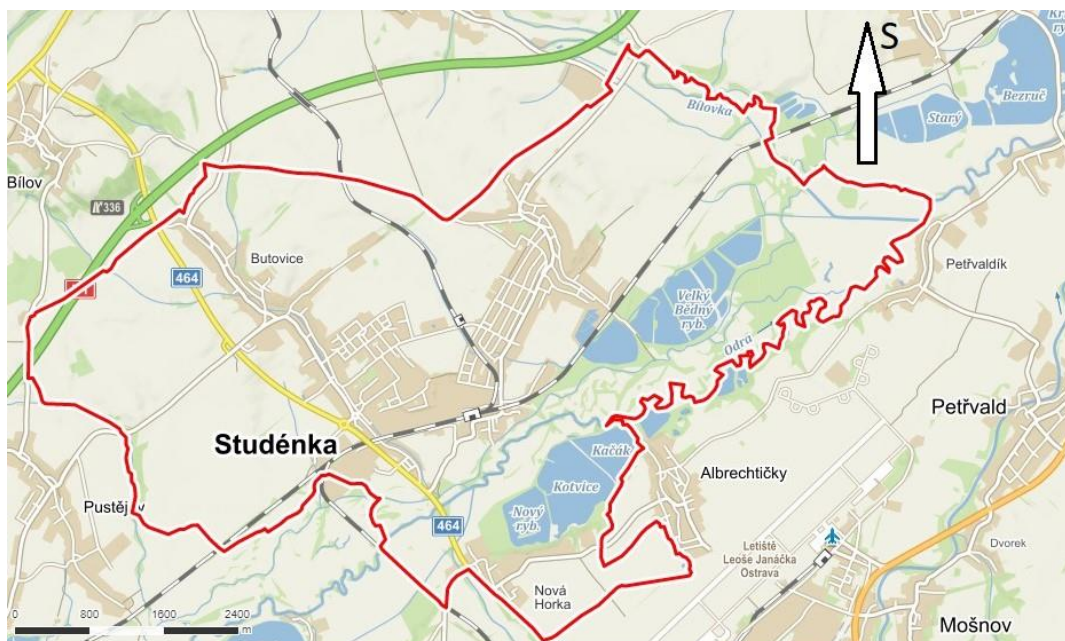 S
Bezruč
Starý
Bílovka
Bílov
336
464
Butovice
Petřvaldík
Velký
Bědný
ryb.
Odra
Petřvald
Studénka
Kačák
Albrechtičky
Kotvice
Pustěj v
Nový
ryb.
464
Letiště
Leoše Janáčka
Ostrava
Dvorek
Nová
Horka
Mošnov
0 800 1600 2400
m